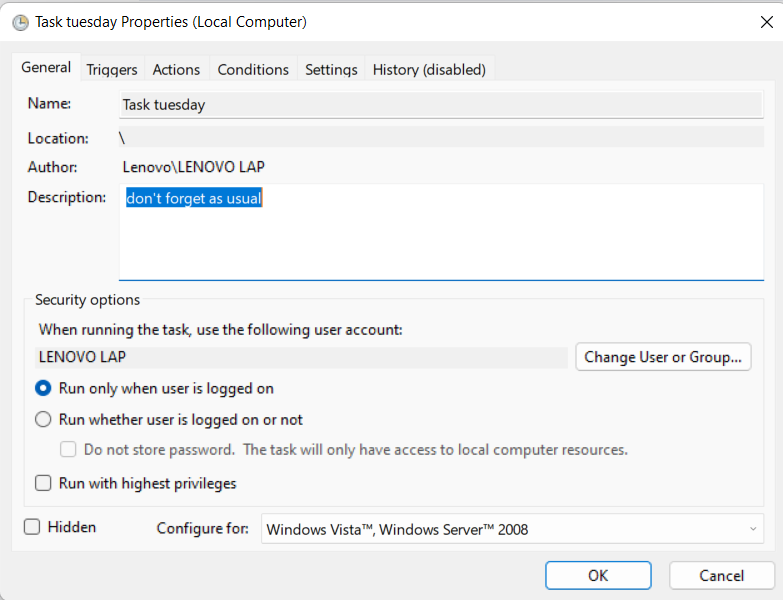 Task tuesday Properties (Local Computer)
General Triggers Actions Conditions Settings History (disabled)
Name: Task tuesday
Location: \
Author: Lenovo\LENOVO LAP
Description: don't forget as usual
Security options
When running the task, use the following user account:
LENOVO LAP Change User or Group...
Run only when user is logged on
Run whether user is logged on or not
Do not store password. The task will only have access to local computer resources.
Run with highest privileges
Hidden Configure for: Windows Vista™, Windows Server™ 2008
OK Cancel